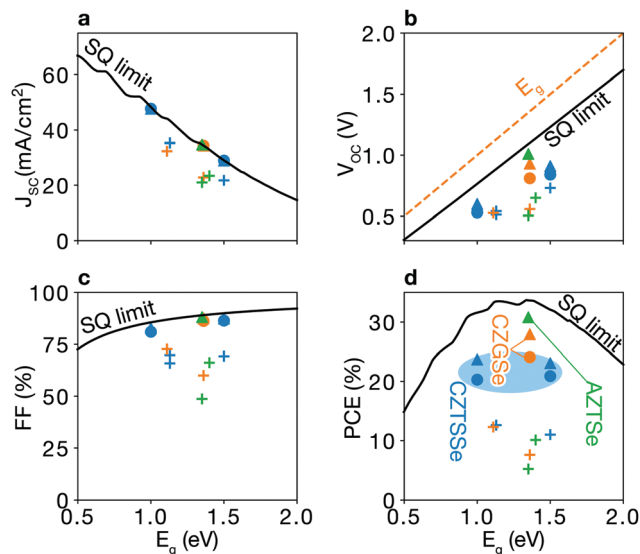 a
SQ limit
60
40
20
0
J_SC(mA/cm²)
b
2.0
1.5
1.0
0.5
V_OC (V)
E_g
SQ limit
c
SQ limit
100
75
50
25
0
FF (%)
0.5
1.0
1.5
2.0
E_g (eV)
d
SQ limit
30
20
10
0
PCE (%)
CZTSSe
CZGSe
AZTSe
0.5
1.0
1.5
2.0
E_g (eV)